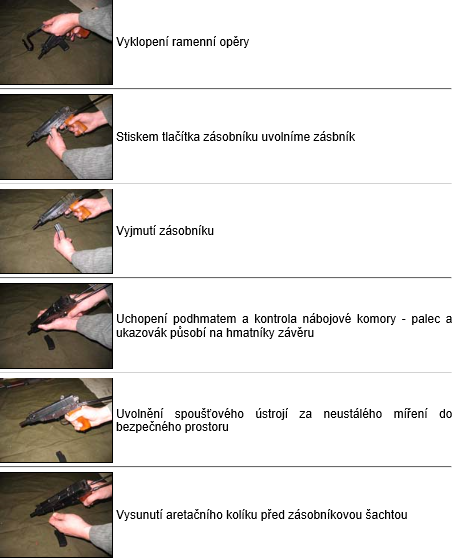 Vyklopení ramenní opěry
Stiskem tlačítka zásobníku uvolníme zásbník
Vyjmutí zásobníku
Uchopení podhmatem a kontrola nábojové komory - palec a
ukazovák působí na hmatníky závěru
Uvolnění spoušťového ústrojí za neustálého míření do
bezpečného prostoru
Vysunutí aretačního kolíku před zásobníkovou šachtou